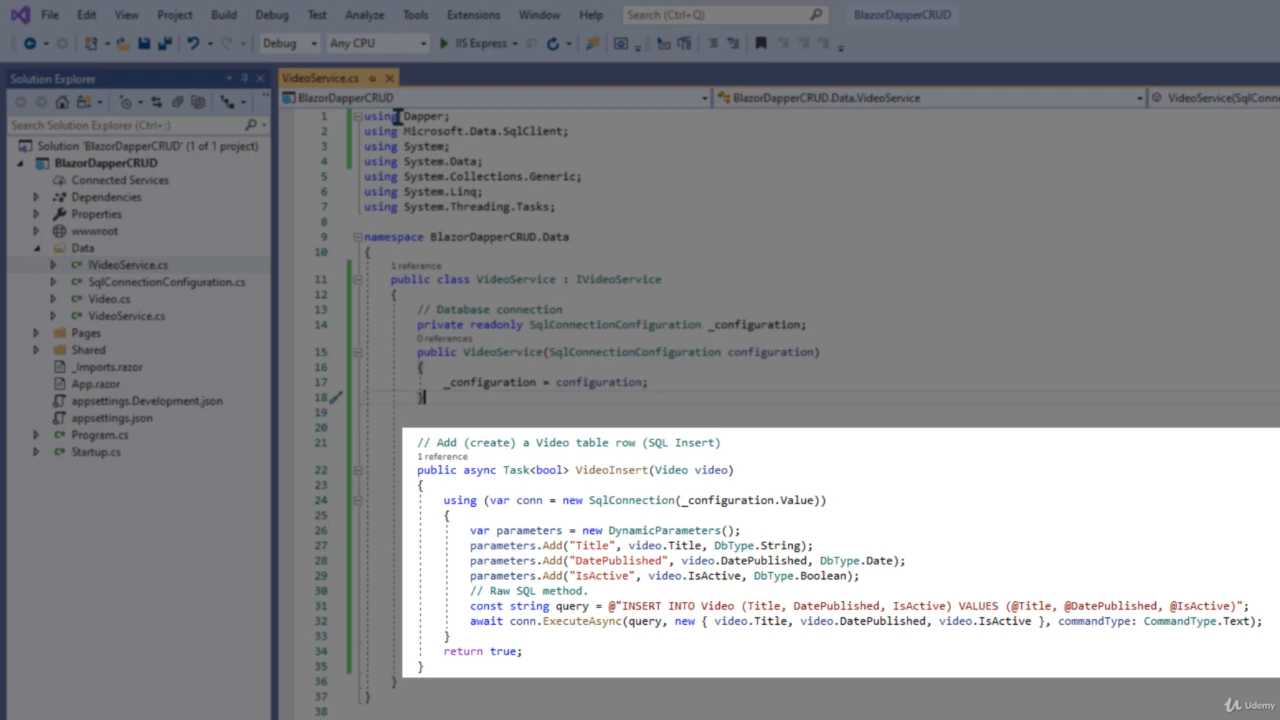 File Edit View Project Build Debug Test Analyze Tools Extensions Window Help Search (Ctrl+Q) BlazorDapperCRUD
Debug Any CPU IIS Express
Solution Explorer
Search Solution Explorer (Ctrl+;)
Solution 'BlazorDapperCRUD' (1 of 1 project)
BlazorDapperCRUD
Connected Services
Dependencies
Properties
wwwroot
Data
IVideoService.cs
SqlConnectionConfiguration.cs
Video.cs
VideoService.cs
Pages
Shared
_Imports.razor
App.razor
appsettings.Development.json
appsettings.json
Program.cs
Startup.cs
VideoService.cs
BlazorDapperCRUD BlazorDapperCRUD.Data.VideoService VideoService(SqlConne
1 using Dapper;
2 using Microsoft.Data.SqlClient;
3 using System;
4 using System.Data;
5 using System.Collections.Generic;
6 using System.Linq;
7 using System.Threading.Tasks;
8
9 namespace BlazorDapperCRUD.Data
10 {
1 reference
11 public class VideoService : IVideoService
12 {
13 // Database connection
14 private readonly SqlConnectionConfiguration _configuration;
0 references
15 public VideoService(SqlConnectionConfiguration configuration)
16 {
17 _configuration = configuration;
18 }
19
20
21 // Add (create) a Video table row (SQL Insert)
1 reference
22 public async Task<bool> VideoInsert(Video video)
23 {
24 using (var conn = new SqlConnection(_configuration.Value))
25 {
26 var parameters = new DynamicParameters();
27 parameters.Add("Title", video.Title, DbType.String);
28 parameters.Add("DatePublished", video.DatePublished, DbType.Date);
29 parameters.Add("IsActive", video.IsActive, DbType.Boolean);
30 // Raw SQL method.
31 const string query = @"INSERT INTO Video (Title, DatePublished, IsActive) VALUES (@Title, @DatePublished, @IsActive)";
32 await conn.ExecuteAsync(query, new { video.Title, video.DatePublished, video.IsActive }, commandType: CommandType.Text);
33 }
34 return true;
35 }
36 }
37 }
38
Udemy